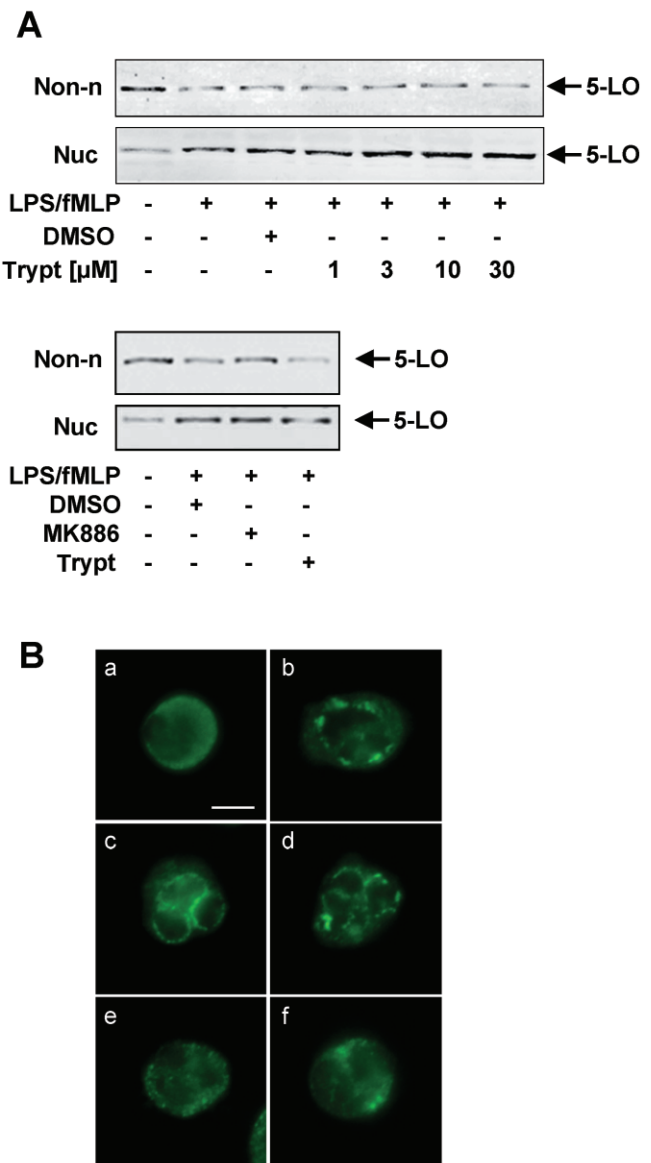 A
Non-n 5-LO
Nuc 5-LO
LPS/fMLP - + + + + + +
DMSO - - + - - - -
Trypt [µM] - - - 1 3 10 30
Non-n 5-LO
Nuc 5-LO
LPS/fMLP - + + +
DMSO - + - -
MK886 - - + -
Trypt - - - +
B
a b
c d
e f